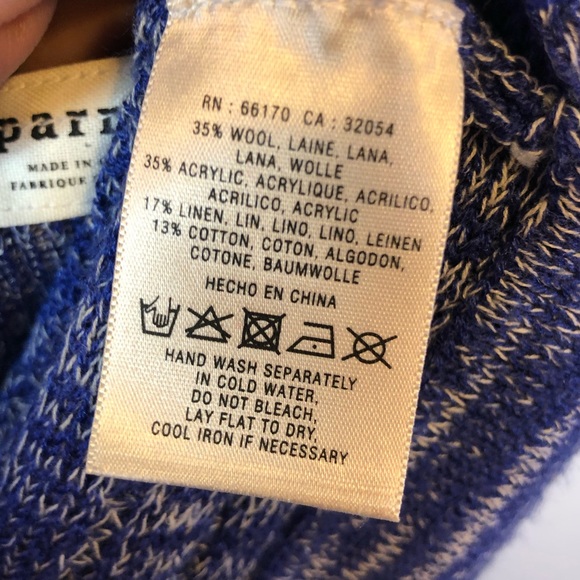 MADE IN
FABRIQUE
RN : 66170 CA : 32054
35% WOOL, LAINE, LANA,
LANA, WOLLE
35% ACRYLIC, ACRYLIQUE, ACRILICO,
ACRILICO, ACRYLIC
17% LINEN, LIN, LINO, LINO, LEINEN
13% COTTON, COTON, ALGODON,
COTONE, BAUMWOLLE
HECHO EN CHINA
HAND WASH SEPARATELY
IN COLD WATER,
DO NOT BLEACH,
LAY FLAT TO DRY,
COOL IRON IF NECESSARY